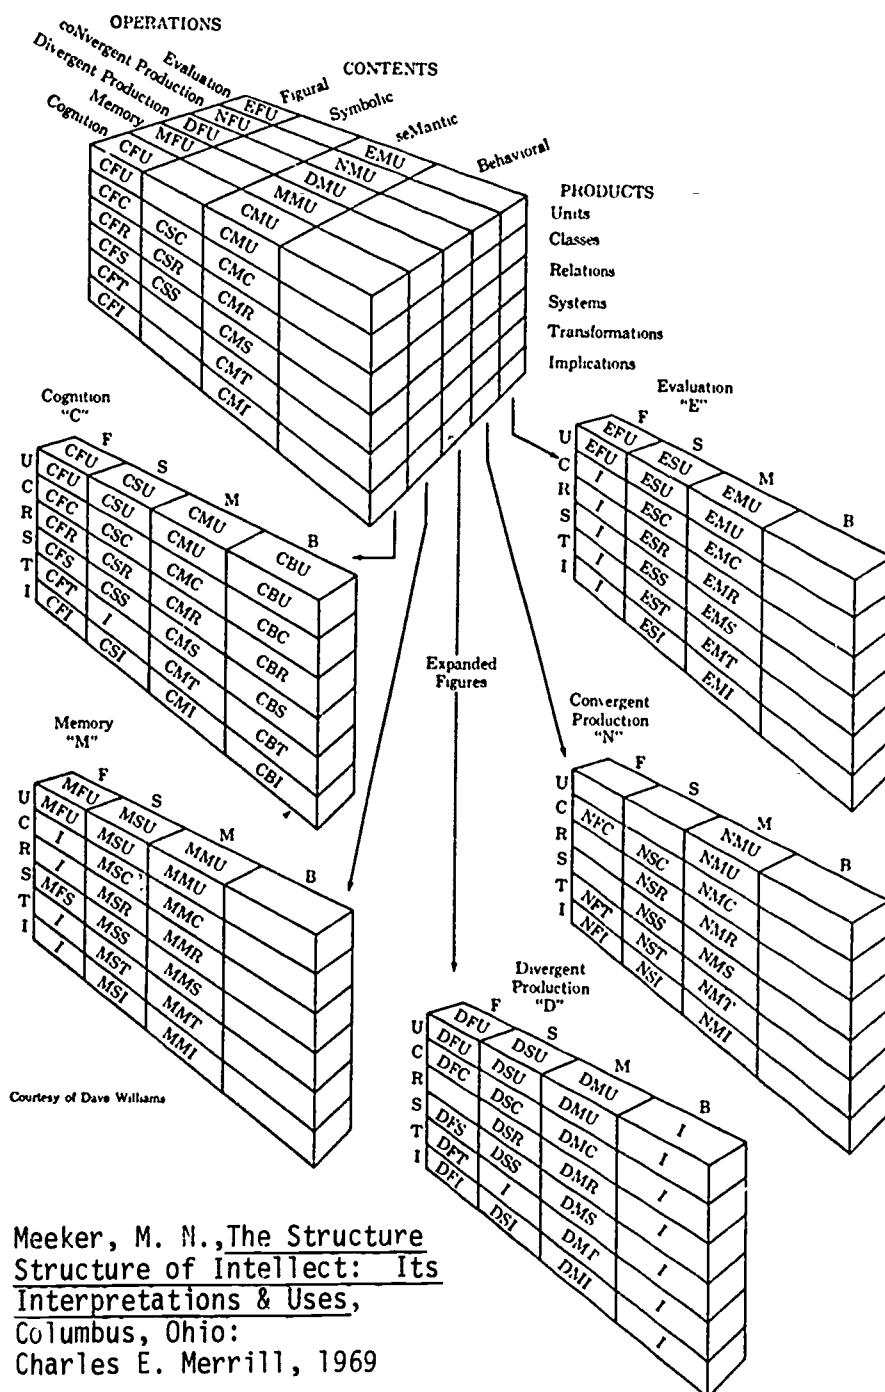 OPERATIONS
coNvergent Production
Divergent Production
Evaluation
Memory
Cognition
CONTENTS
Figural
Symbolic
seMantic
Behavioral
EFU
NFU
DFU
MFU
CFU
EMU
NMU
DMU
MMU
CMU
CFU
CFC
CFR
CFS
CFT
CFI
CSC
CSR
CSS
CMU
CMC
CMR
CMS
CMT
CMI
PRODUCTS
Units
Classes
Relations
Systems
Transformations
Implications
Cognition
"C"
F S M B
U
C
R
S
T
I
CFU CSU CMU CBU
CFU CSU CMU CBU
CFC CSC CMC CBC
CFR CSR CMR CBR
CFS CSS CMS CBS
CFT I CMT CBT
CFI CSI CMI CBI
Evaluation
"E"
F S M B
U
C
R
S
T
I
EFU ESU EMU
EFU ESU EMU
I ESC EMC
I ESR EMR
I ESS EMS
I EST EMT
I ESI EMI
Expanded
Figures
Memory
"M"
F S M B
U
C
R
S
T
I
MFU MSU MMU
MFU MSU MMU
I MSC MMC
I MSR MMR
MFS MSS MMS
I MST MMT
I MSI MMI
Convergent
Production
"N"
F S M B
U
C
R
S
T
I
NMU
NMU
NFC NSC NMC
NSR NMR
NSS NMS
NFT NST NMT
NFI NSI NMI
Divergent
Production
"D"
F S M B
U
C
R
S
T
I
DFU DSU DMU I
DFU DSU DMU I
DFC DSC DMC I
DSR DMR I
DFS DSS DMS I
DFT I DMT I
DFI DSI DMI I
Courtesy of Dave Williams
Meeker, M. N., The Structure
Structure of Intellect: Its
Interpretations & Uses,
Columbus, Ohio:
Charles E. Merrill, 1969